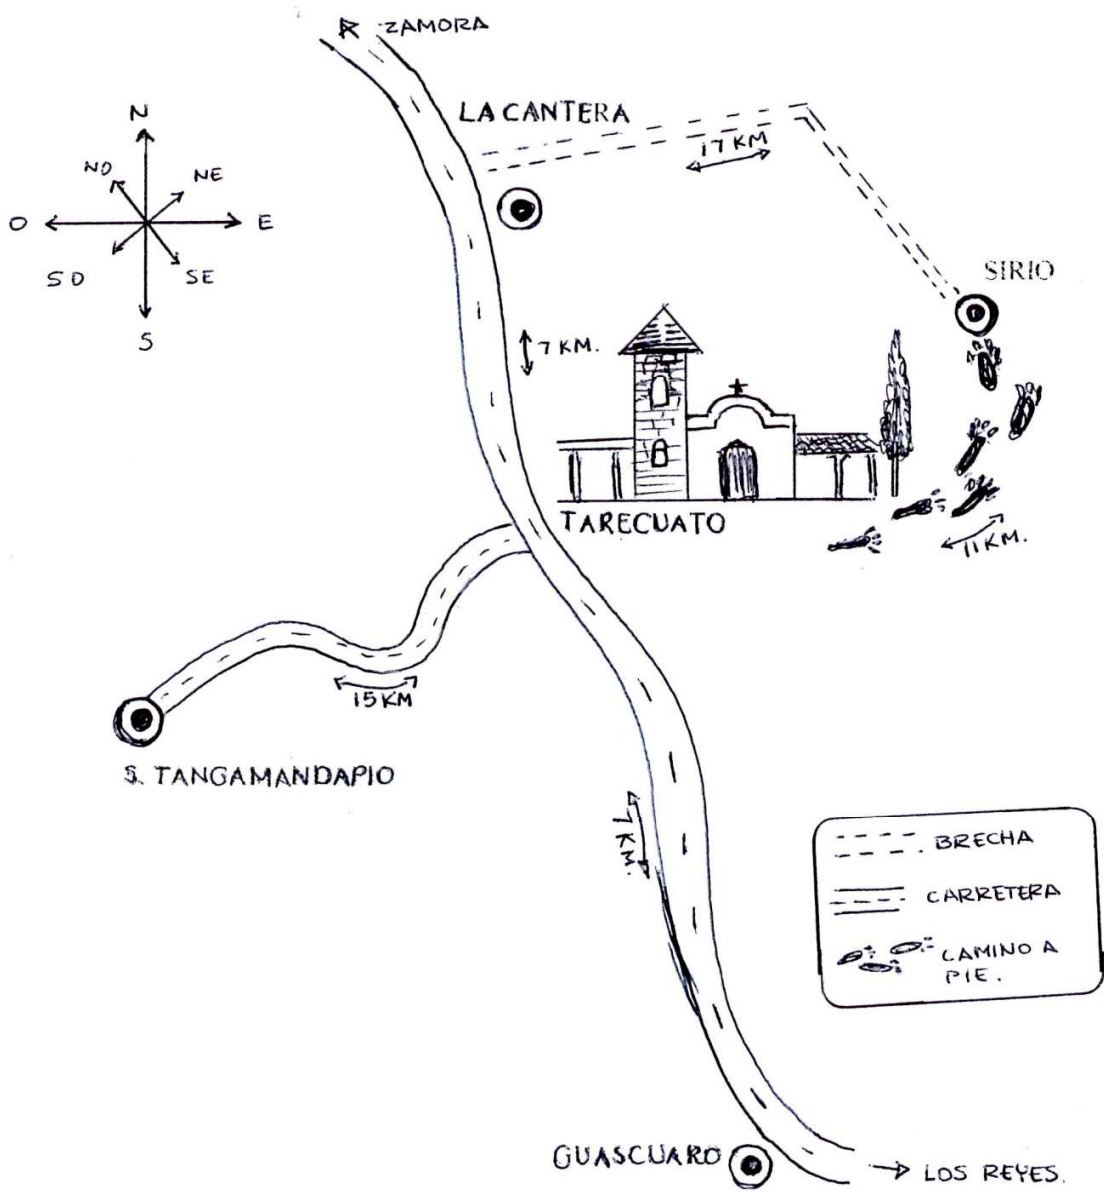 ZAMORA
LA CANTERA
17 KM
N
NO
NE
O
E
SO
SE
S
SIRIO
7 KM.
TARECUATO
11 KM.
15 KM
S. TANGAMANDAPIO
7 KM.
BRECHA
CARRETERA
CAMINO A
PIE.
GUASCUARO
LOS REYES.